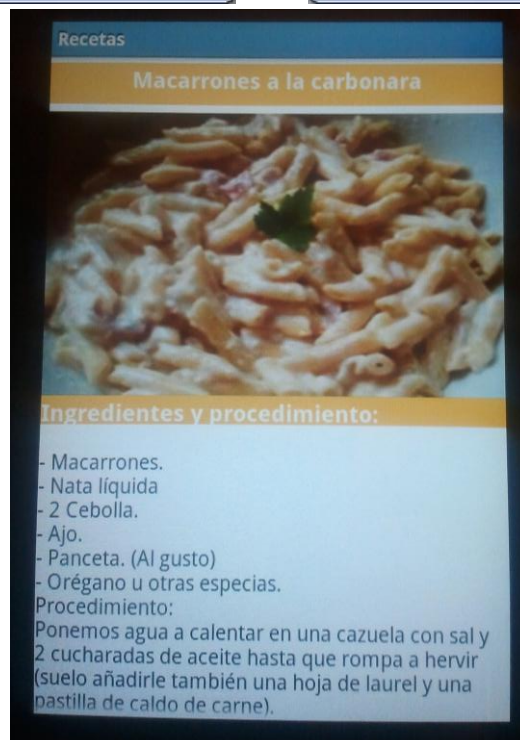 Recetas
Macarrones a la carbonara
Ingredientes y procedimiento:
- Macarrones.
- Nata líquida
- 2 Cebolla.
- Ajo.
- Panceta. (Al gusto)
- Orégano u otras especias.
Procedimiento:
Ponemos agua a calentar en una cazuela con sal y
2 cucharadas de aceite hasta que rompa a hervir
(suelo añadirle también una hoja de laurel y una
pastilla de caldo de carne).